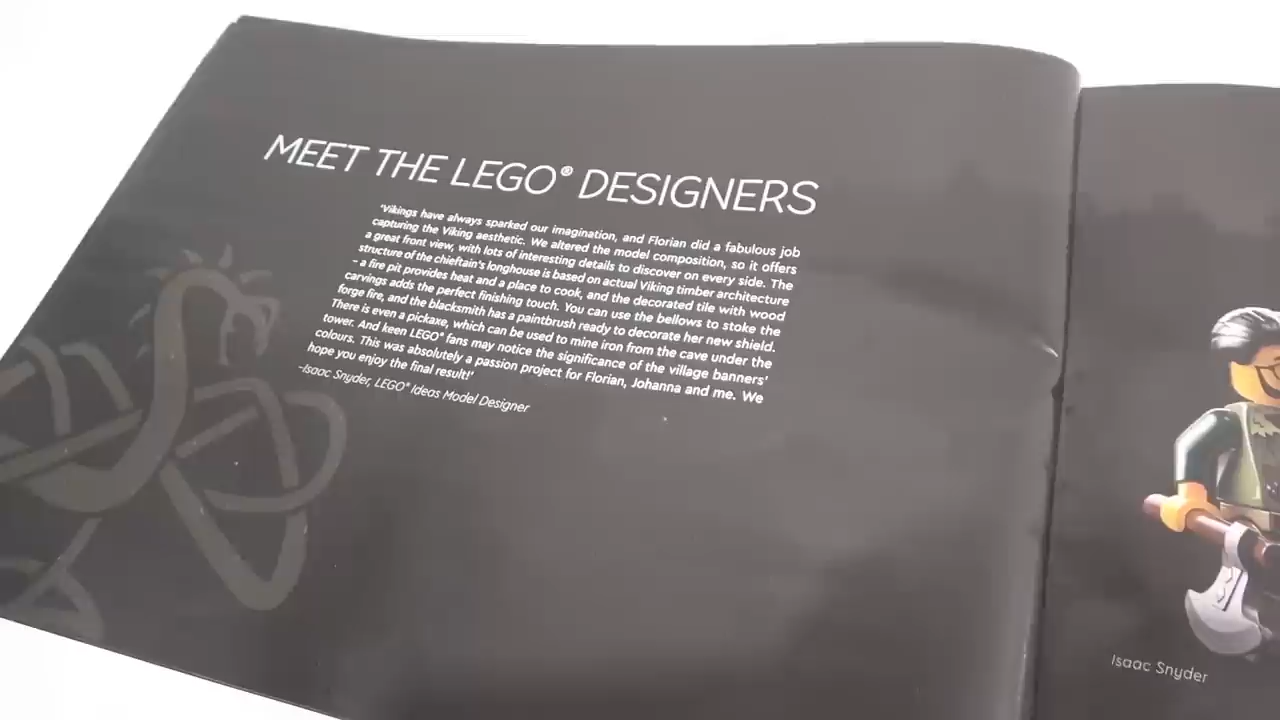 MEET THE LEGO® DESIGNERS
'Vikings have always sparked our imagination, and Florian did a fabulous job
capturing the Viking aesthetic. We altered the model composition, so it offers
a great front view, with lots of interesting details to discover on every side. The
structure of the chieftain's longhouse is based on actual Viking timber architecture
– a fire pit provides heat and a place to cook, and the decorated tile with wood
carvings adds the perfect finishing touch. You can use the bellows to stoke the
forge fire, and the blacksmith has a paintbrush ready to decorate her new shield.
There is even a pickaxe, which can be used to mine iron from the cave under the
tower. And keen LEGO® fans may notice the significance of the village banners'
colours. This was absolutely a passion project for Florian, Johanna and me. We
hope you enjoy the final result!'
-Isaac Snyder, LEGO® Ideas Model Designer
Isaac Snyder